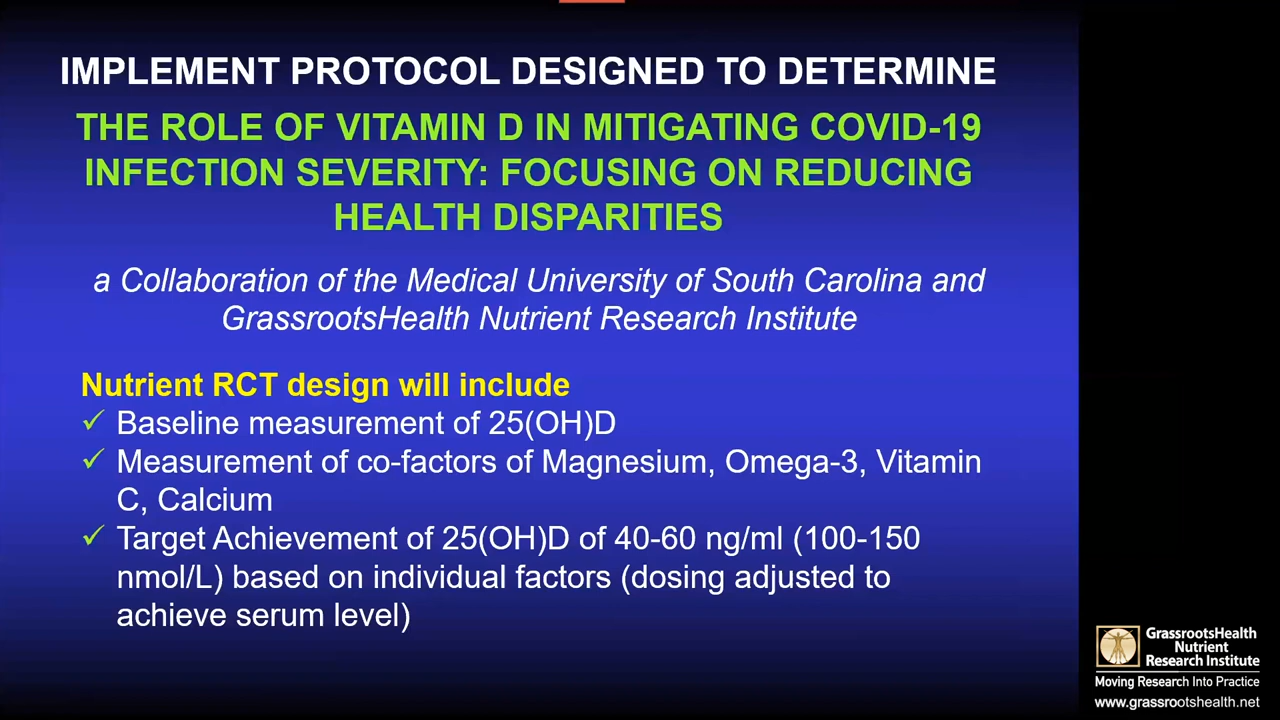 IMPLEMENT PROTOCOL DESIGNED TO DETERMINE
THE ROLE OF VITAMIN D IN MITIGATING COVID-19
INFECTION SEVERITY: FOCUSING ON REDUCING
HEALTH DISPARITIES
a Collaboration of the Medical University of South Carolina and
GrassrootsHealth Nutrient Research Institute
Nutrient RCT design will include
✓ Baseline measurement of 25(OH)D
✓ Measurement of co-factors of Magnesium, Omega-3, Vitamin
C, Calcium
✓ Target Achievement of 25(OH)D of 40-60 ng/ml (100-150
nmol/L) based on individual factors (dosing adjusted to
achieve serum level)
GrassrootsHealth
Nutrient
Research Institute
Moving Research Into Practice
www.grassrootshealth.net